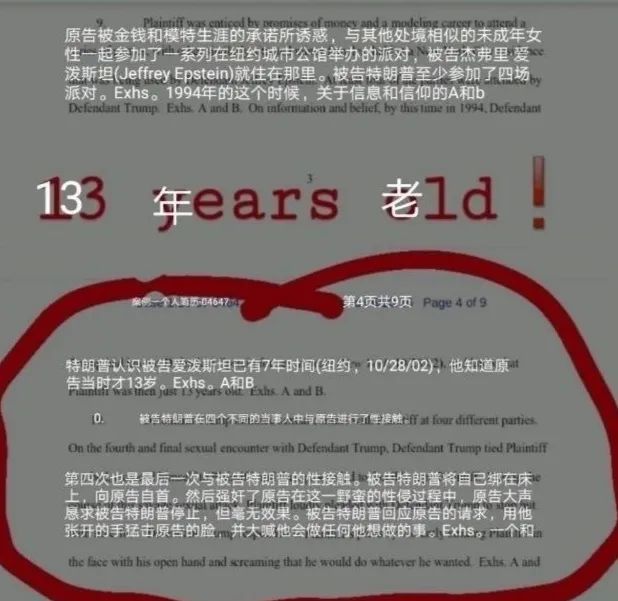 9. Plaintiff was enticed by promises of money and a modeling career to attend a
原告被金钱和模特生涯的承诺所诱惑，与其他处境相似的未成年女
性一起参加了一系列在纽约城市公馆举办的派对，被告杰弗里·爱
泼斯坦(Jeffrey Epstein)就住在那里。被告特朗普至少参加了四场
派对。Exhs。1994年的这个时候，关于信息和信仰的A和b
Defendant Trump. Exhs. A and B. On information and belief, by this time in 1994, Defendant
3
13 years old!
13 年 老
案例一个人简历-04647
第4页共9页 Page 4 of 9
特朗普认识被告爱泼斯坦已有7年时间(纽约，10/28/02)，他知道原
告当时才13岁。Exhs。A和B
Plaintiff was then just 13 years old. Exhs. A and B.
0. 被告特朗普在四个不同的当事人中与原告进行了性接触
ff at four different parties.
On the fourth and final sexual encounter with Defendant Trump, Defendant Trump tied Plaintiff
第四次也是最后一次与被告特朗普的性接触。被告特朗普将自己绑在床
上，向原告自首。然后强奸了原告在这一野蛮的性侵过程中，原告大声
恳求被告特朗普停止，但毫无效果。被告特朗普回应原告的请求，用他
张开的手猛击原告的脸，并大喊他会做任何他想做的事。Exhs。一个和
the face with his open hand and screaming that he would do whatever he wanted. Exhs. A and